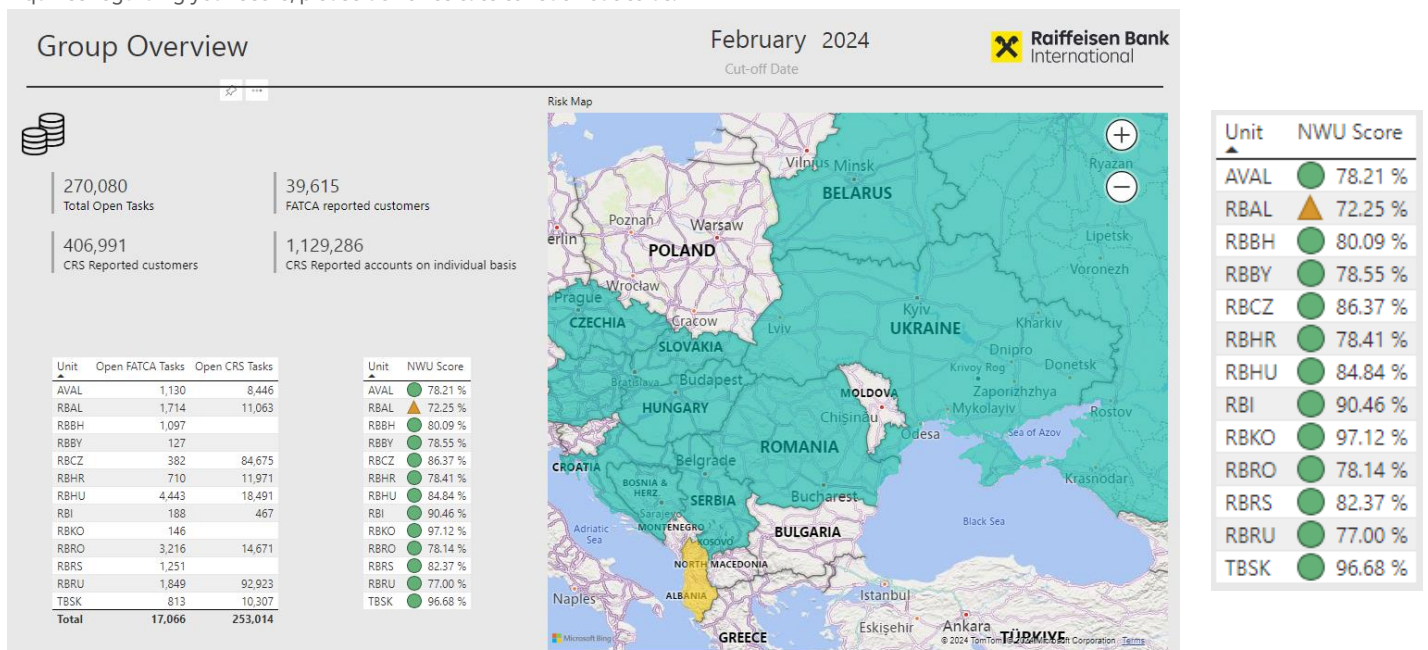 Group Overview
February 2024
Cut-off Date
Raiffeisen Bank
International
270,080
Total Open Tasks
39,615
FATCA reported customers
406,991
CRS Reported customers
1,129,286
CRS Reported accounts on individual basis
Unit Open FATCA Tasks Open CRS Tasks
AVAL 1,130 8,446
RBAL 1,714 11,063
RBBH 1,097
RBBY 127
RBCZ 382 84,675
RBHR 710 11,971
RBHU 4,443 18,491
RBI 188 467
RBKO 146
RBRO 3,216 14,671
RBRS 1,251
RBRU 1,849 92,923
TBSK 813 10,307
Total 17,066 253,014
Unit NWU Score
AVAL 78.21 %
RBAL 72.25 %
RBBH 80.09 %
RBBY 78.55 %
RBCZ 86.37 %
RBHR 78.41 %
RBHU 84.84 %
RBI 90.46 %
RBKO 97.12 %
RBRO 78.14 %
RBRS 82.37 %
RBRU 77.00 %
TBSK 96.68 %
Risk Map
Vilnius Minsk
Ryazan
BELARUS
Poznań
Warsaw
Lipetsk
erlin
POLAND
Voronezh
Wrocław
Prague
Kyiv
CZECHIA
Cracow
Lviv
UKRAINE
Kharkiv
SLOVAKIA
Dnipro
Krivoy Rog
Donetsk
Bratislava
Budapest
Zaporizhzhya
MOLDOVA
HUNGARY
Mykolayiv
Rostov
Chișinău
Odesa
Sea of Azov
ROMANIA
CROATIA
Belgrade
Krasnodar
BOSNIA &
HERZ.
SERBIA
Bucharest
Sarajevo
Adriatic
Sea
MONTENEGRO
Black Sea
BULGARIA
KOSOVO
NORTH MACEDONIA
Naples
ALBANIA
Istanbul
Eskişehir
Ankara
Microsoft Bing
GREECE
TÜRKIYE
© 2024 TomTom, © 2024 Microsoft Corporation Terms
Unit NWU Score
AVAL 78.21 %
RBAL 72.25 %
RBBH 80.09 %
RBBY 78.55 %
RBCZ 86.37 %
RBHR 78.41 %
RBHU 84.84 %
RBI 90.46 %
RBKO 97.12 %
RBRO 78.14 %
RBRS 82.37 %
RBRU 77.00 %
TBSK 96.68 %